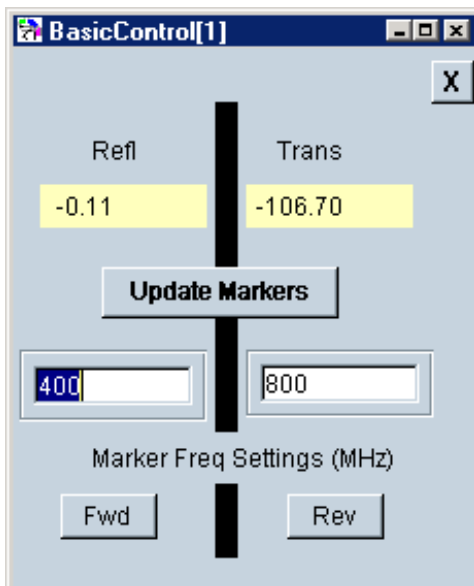 BasicControl[1]
X
Refl Trans
-0.11 -106.70
Update Markers
400 800
Marker Freq Settings (MHz)
Fwd Rev